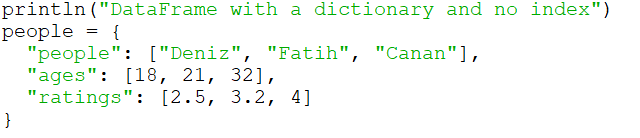 println("DataFrame with a dictionary and no index")
people = {
  "people": ["Deniz", "Fatih", "Canan"],
  "ages": [18, 21, 32],
  "ratings": [2.5, 3.2, 4]
}